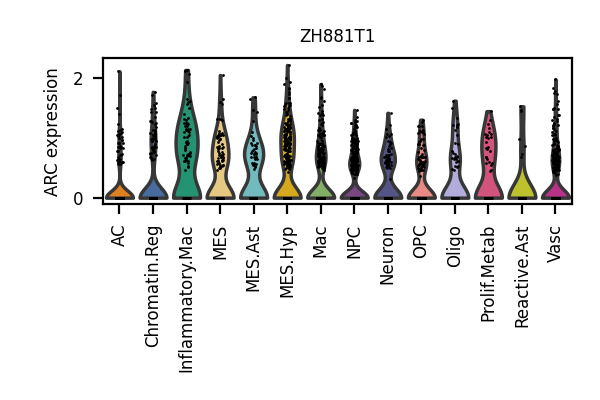 ZH881T1
ARC expression
2
0
AC
Chromatin.Reg
Inflammatory.Mac
MES
MES.Ast
MES.Hyp
Mac
NPC
Neuron
OPC
Oligo
Prolif.Metab
Reactive.Ast
Vasc